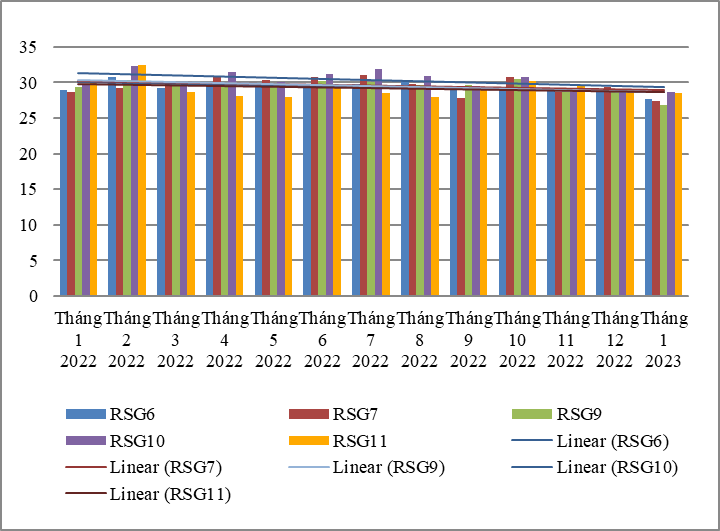 35
30
25
20
15
10
5
0
Tháng Tháng Tháng Tháng Tháng Tháng Tháng Tháng Tháng Tháng Tháng Tháng Tháng
1 2 3 4 5 6 7 8 9 10 11 12 1
2022 2022 2022 2022 2022 2022 2022 2022 2022 2022 2022 2022 2023
RSG6 RSG7 RSG9
RSG10 RSG11 Linear (RSG6)
Linear (RSG7) Linear (RSG9) Linear (RSG10)
Linear (RSG11)